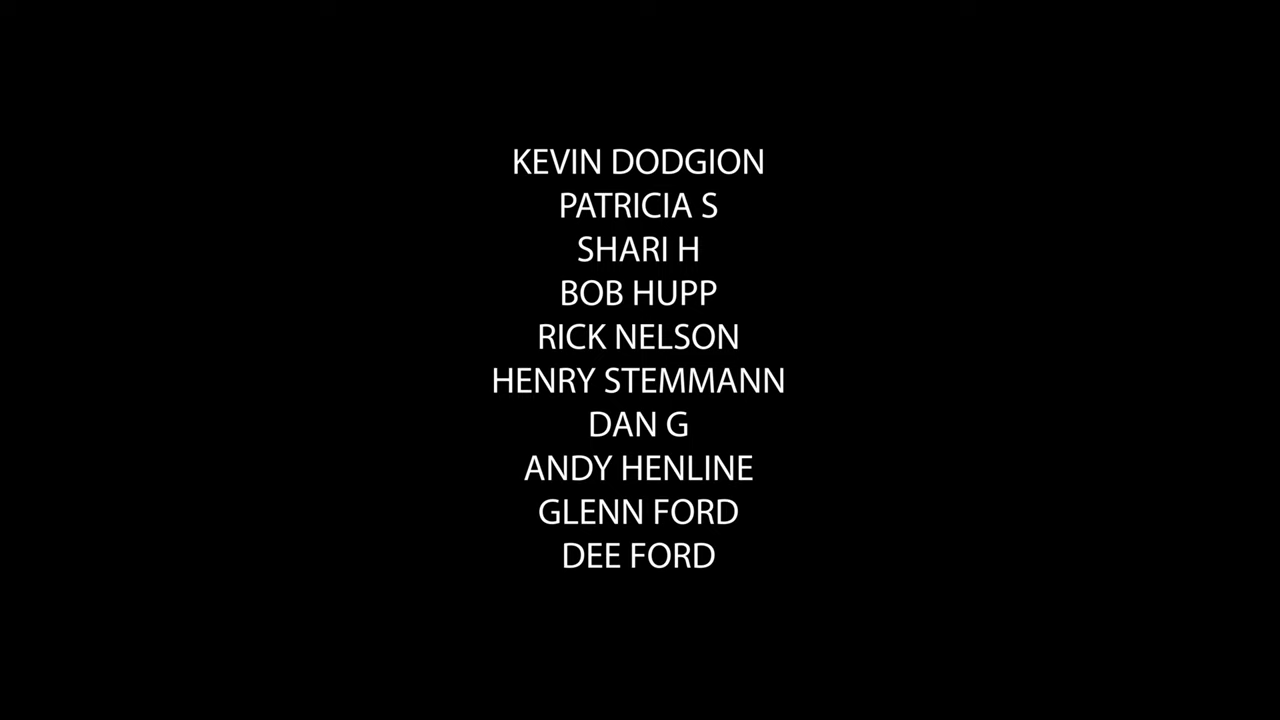 KEVIN DODGION
PATRICIA S
SHARI H
BOB HUPP
RICK NELSON
HENRY STEMMANN
DAN G
ANDY HENLINE
GLENN FORD
DEE FORD